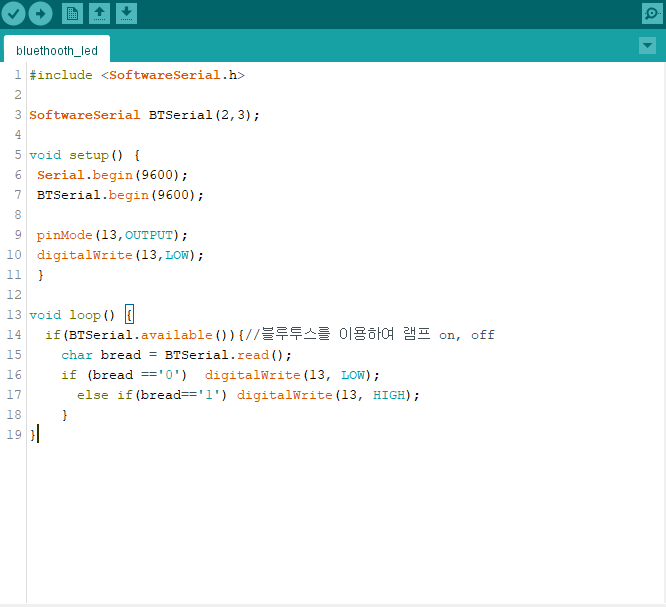 bluethooth_led
1 #include <SoftwareSerial.h>
2
3 SoftwareSerial BTSerial(2,3);
4
5 void setup() {
6 Serial.begin(9600);
7 BTSerial.begin(9600);
8
9 pinMode(13,OUTPUT);
10 digitalWrite(13,LOW);
11 }
12
13 void loop() {
14 if(BTSerial.available()){//블루투스를 이용하여 램프 on, off
15 char bread = BTSerial.read();
16 if (bread =='0')  digitalWrite(13, LOW);
17 else if(bread=='1') digitalWrite(13, HIGH);
18 }
19 }